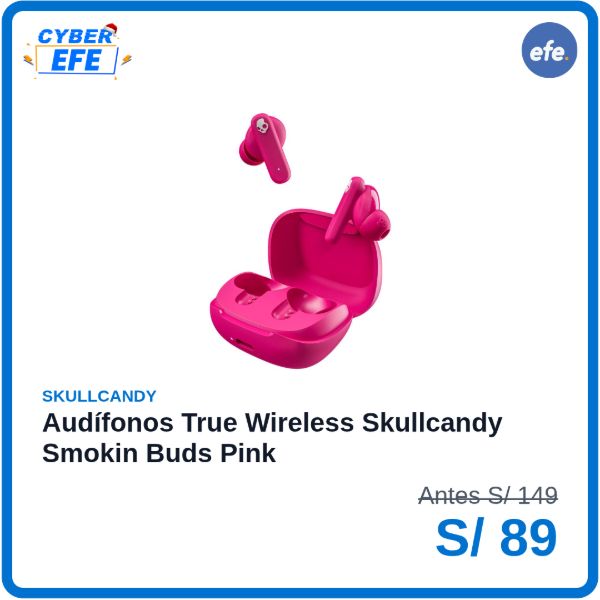 CYBER
EFE
efe.
SKULLCANDY
Audífonos True Wireless Skullcandy
Smokin Buds Pink
Antes S/ 149
S/ 89